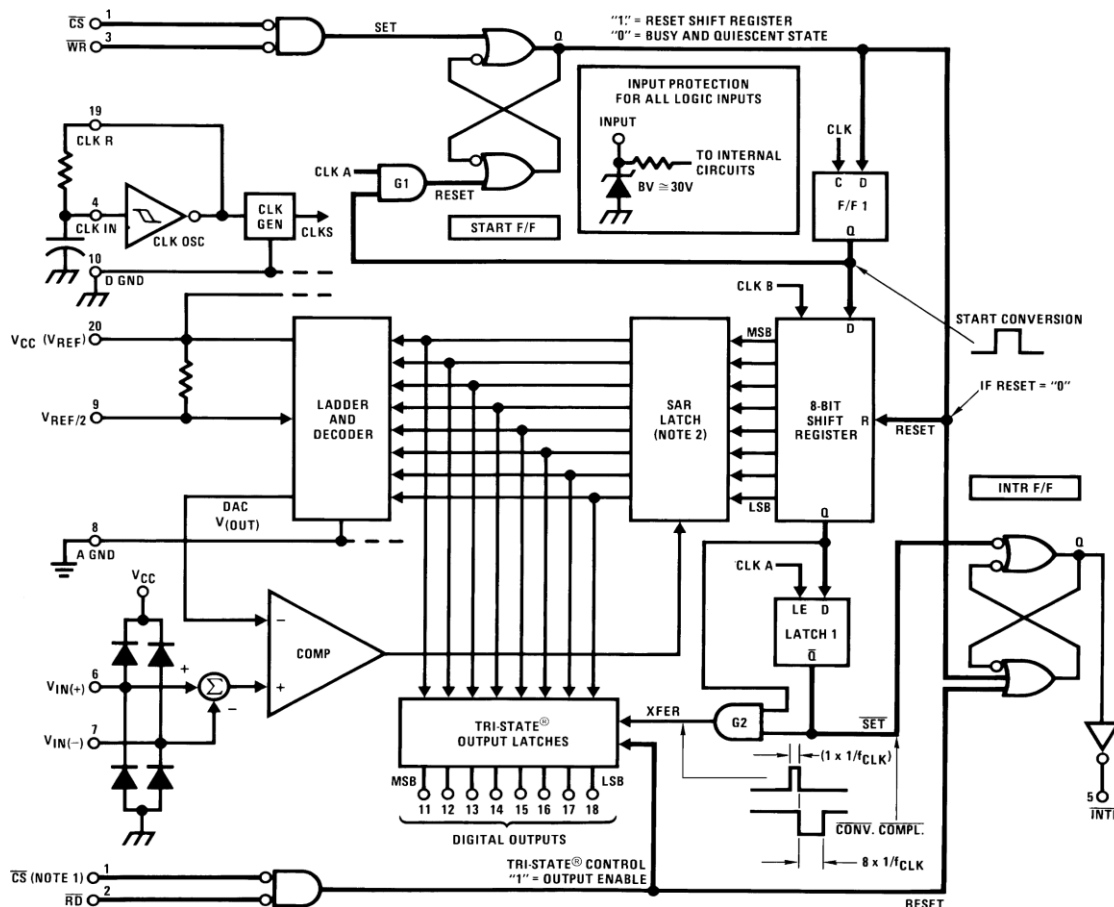 "1." = RESET SHIFT REGISTER
"0" = BUSY AND QUIESCENT STATE
CS 1
WR 3
SET
Q
INPUT PROTECTION
FOR ALL LOGIC INPUTS
INPUT
TO INTERNAL
CIRCUITS
BV ≅ 30V
19
CLK R
4
CLK IN
CLK OSC
CLK
GEN
CLKS
10
D GND
CLK A
G1
RESET
START F/F
CLK
C D
F/F 1
Q
START CONVERSION
IF RESET = "0"
20
VCC (VREF)
9
VREF/2
LADDER
AND
DECODER
SAR
LATCH
(NOTE 2)
MSB
LSB
CLK B
D
8-BIT
SHIFT
REGISTER
R
Q
RESET
INTR F/F
Q
DAC
V(OUT)
8
A GND
CLK A
LE D
LATCH 1
Q
VCC
6
VIN(+)
7
VIN(−)
+
−
Σ
−
+
COMP
XFER
G2
SET
(1 x 1/fCLK)
CONV. COMPL.
8 x 1/fCLK
5
INTR
TRI-STATE®
OUTPUT LATCHES
MSB
LSB
11 12 13 14 15 16 17 18
DIGITAL OUTPUTS
TRI-STATE® CONTROL
"1" = OUTPUT ENABLE
CS (NOTE 1) 1
RD 2
RESET